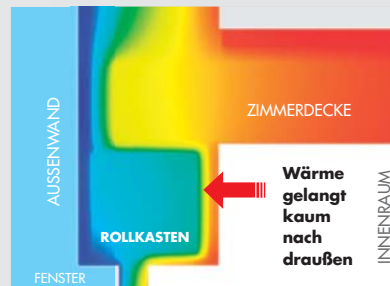 AUSSENWAND
ZIMMERDECKE
Wärme
gelangt
kaum
nach
draußen
INNENRAUM
ROLLKASTEN
FENSTER